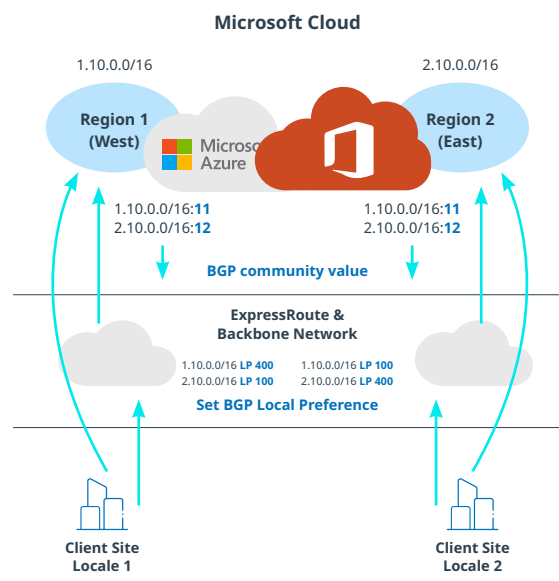 Microsoft Cloud
1.10.0.0/16
2.10.0.0/16
Region 1
(West)
Region 2
(East)
Azure
1.10.0.0/16:11
2.10.0.0/16:12
1.10.0.0/16:11
2.10.0.0/16:12
BGP community value
ExpressRoute &
Backbone Network
1.10.0.0/16 LP 400
2.10.0.0/16 LP 100
1.10.0.0/16 LP 100
2.10.0.0/16 LP 400
Set BGP Local Preference
Client Site
Locale 1
Client Site
Locale 2